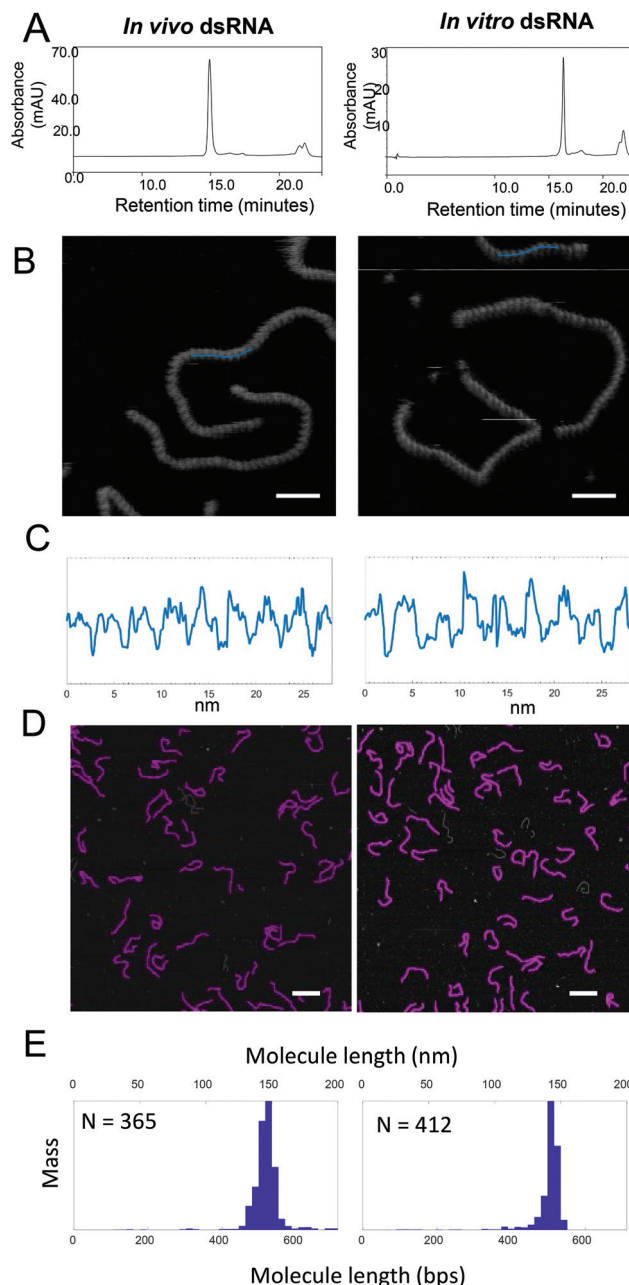 A
In vivo dsRNA
In vitro dsRNA
Absorbance (mAU)
70.0
40.0
20.0
0.0
10.0
15.0
20.0
Retention time (minutes)
Absorbance (mAU)
30
20
10
0.0
10.0
15.0
20.0
Retention time (minutes)
B
C
0 5 10 15 20 25
nm
0 5 10 15 20 25
nm
D
E
Molecule length (nm)
0 50 100 150 200
0 50 100 150 200
N = 365
N = 412
Mass
0 200 400 600
0 200 400 600
Molecule length (bps)